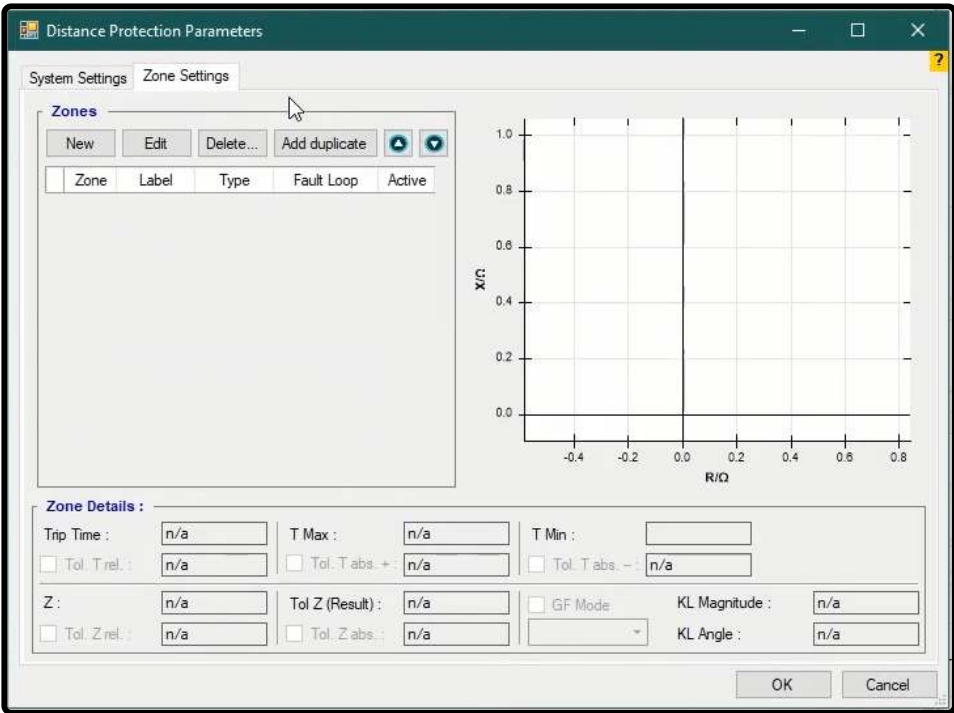 Distance Protection Parameters
?
System Settings Zone Settings
Zones
New Edit Delete... Add duplicate
Zone Label Type Fault Loop Active
1.0
0.8
0.6
0.4
0.2
0.0
X/Ω
-0.4 -0.2 0.0 0.2 0.4 0.6 0.8
R/Ω
Zone Details :
Trip Time : n/a T Max : n/a T Min :
Tol. T rel. : n/a Tol. T abs. + : n/a Tol. T abs. – : n/a
Z : n/a Tol Z (Result) : n/a GF Mode KL Magnitude : n/a
Tol. Z rel. : n/a Tol. Z abs. : n/a KL Angle : n/a
OK Cancel